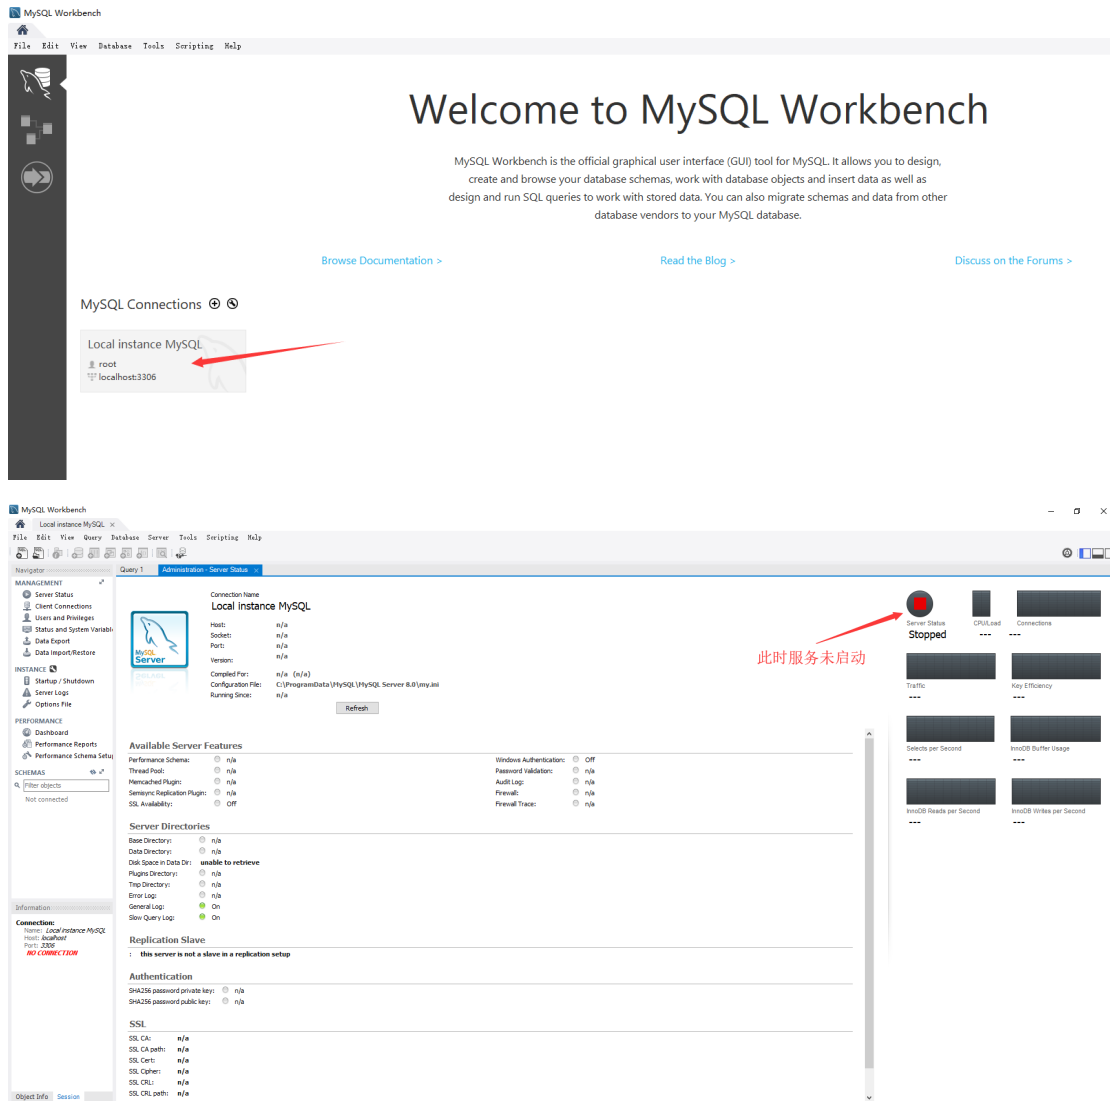 MySQL Workbench
File Edit View Database Tools Scripting Help
Welcome to MySQL Workbench
MySQL Workbench is the official graphical user interface (GUI) tool for MySQL. It allows you to design,
create and browse your database schemas, work with database objects and insert data as well as
design and run SQL queries to work with stored data. You can also migrate schemas and data from other
database vendors to your MySQL database.
Browse Documentation > Read the Blog > Discuss on the Forums >
MySQL Connections
Local instance MySQL
root
localhost:3306
MySQL Workbench
Local instance MySQL ×
File Edit View Query Database Server Tools Scripting Help
Navigator
MANAGEMENT
Server Status
Client Connections
Users and Privileges
Status and System Variabl
Data Export
Data Import/Restore
INSTANCE
Startup / Shutdown
Server Logs
Options File
PERFORMANCE
Dashboard
Performance Reports
Performance Schema Setu
SCHEMAS
Filter objects
Not connected
Information
Connection:
Name: Local instance MySQL
Host: localhost
Port: 3306
NO CONNECTION
Object Info Session
Query 1 Administration - Server Status ×
MySQL
Server
Connection Name
Local instance MySQL
Host: n/a
Socket: n/a
Port: n/a
Version: n/a
Compiled For: n/a (n/a)
Configuration File: C:\ProgramData\MySQL\MySQL Server 8.0\my.ini
Running Since: n/a
Refresh
Available Server Features
Performance Schema: n/a Windows Authentication: Off
Thread Pool: n/a Password Validation: n/a
Memcached Plugin: n/a Audit Log: n/a
Semisync Replication Plugin: n/a Firewall: n/a
SSL Availability: Off Firewall Trace: n/a
Server Directories
Base Directory: n/a
Data Directory: n/a
Disk Space in Data Dir: unable to retrieve
Plugins Directory: n/a
Tmp Directory: n/a
Error Log: n/a
General Log: On
Slow Query Log: On
Replication Slave
: this server is not a slave in a replication setup
Authentication
SHA256 password private key: n/a
SHA256 password public key: n/a
SSL
SSL CA: n/a
SSL CA path: n/a
SSL Cert: n/a
SSL Cipher: n/a
SSL CRL: n/a
SSL CRL path: n/a
Server Status CPU/Load Connections
Stopped --- ---
此时服务未启动
Traffic Key Efficiency
--- ---
Selects per Second InnoDB Buffer Usage
--- ---
InnoDB Reads per Second InnoDB Writes per Second
--- ---